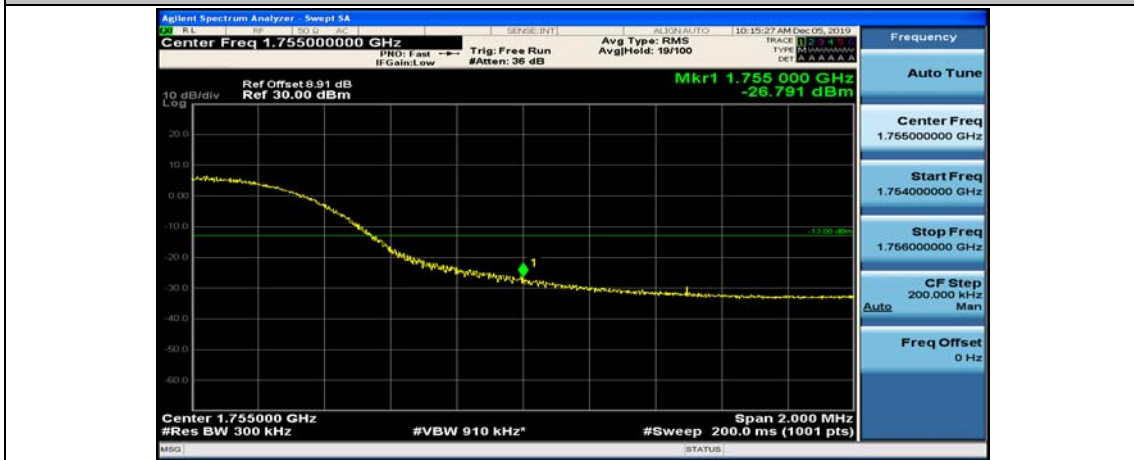 Agilent Spectrum Analyzer - Swept SA
RL RF 50 Ω AC SENSE:INT ALIGN AUTO 10:15:27 AM Dec 05, 2019
Center Freq 1.755000000 GHz
PNO: Fast
IFGain:Low
Trig: Free Run
#Atten: 36 dB
Avg Type: RMS
Avg|Hold: 19/100
TRACE 1 2 3 4 5 6
TYPE M
DET A A A A A A
Frequency
Auto Tune
Mkr1 1.755 000 GHz
-26.791 dBm
Ref Offset 8.91 dB
10 dB/div Ref 30.00 dBm
Log
20.0
10.0
0.00
-10.0
-20.0
-30.0
-40.0
-50.0
-60.0
-13.00 dBm
1
Center Freq
1.755000000 GHz
Start Freq
1.754000000 GHz
Stop Freq
1.756000000 GHz
CF Step
200.000 kHz
Auto Man
Freq Offset
0 Hz
Center 1.755000 GHz Span 2.000 MHz
#Res BW 300 kHz #VBW 910 kHz* #Sweep 200.0 ms (1001 pts)
MSG STATUS